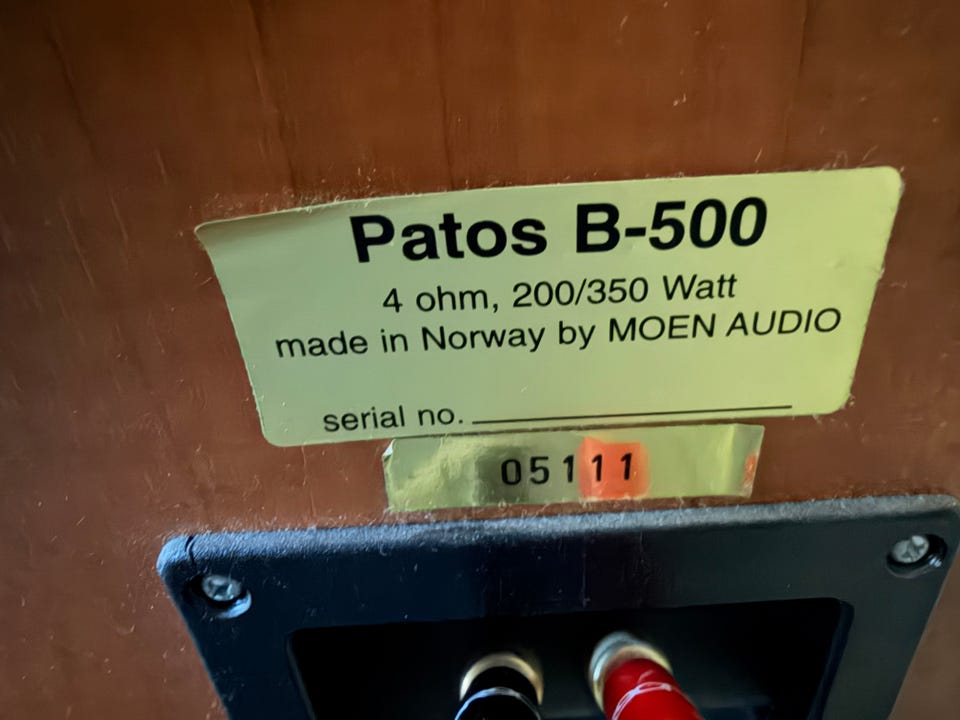 Patos B-500
4 ohm, 200/350 Watt
made in Norway by MOEN AUDIO
serial no.
05111